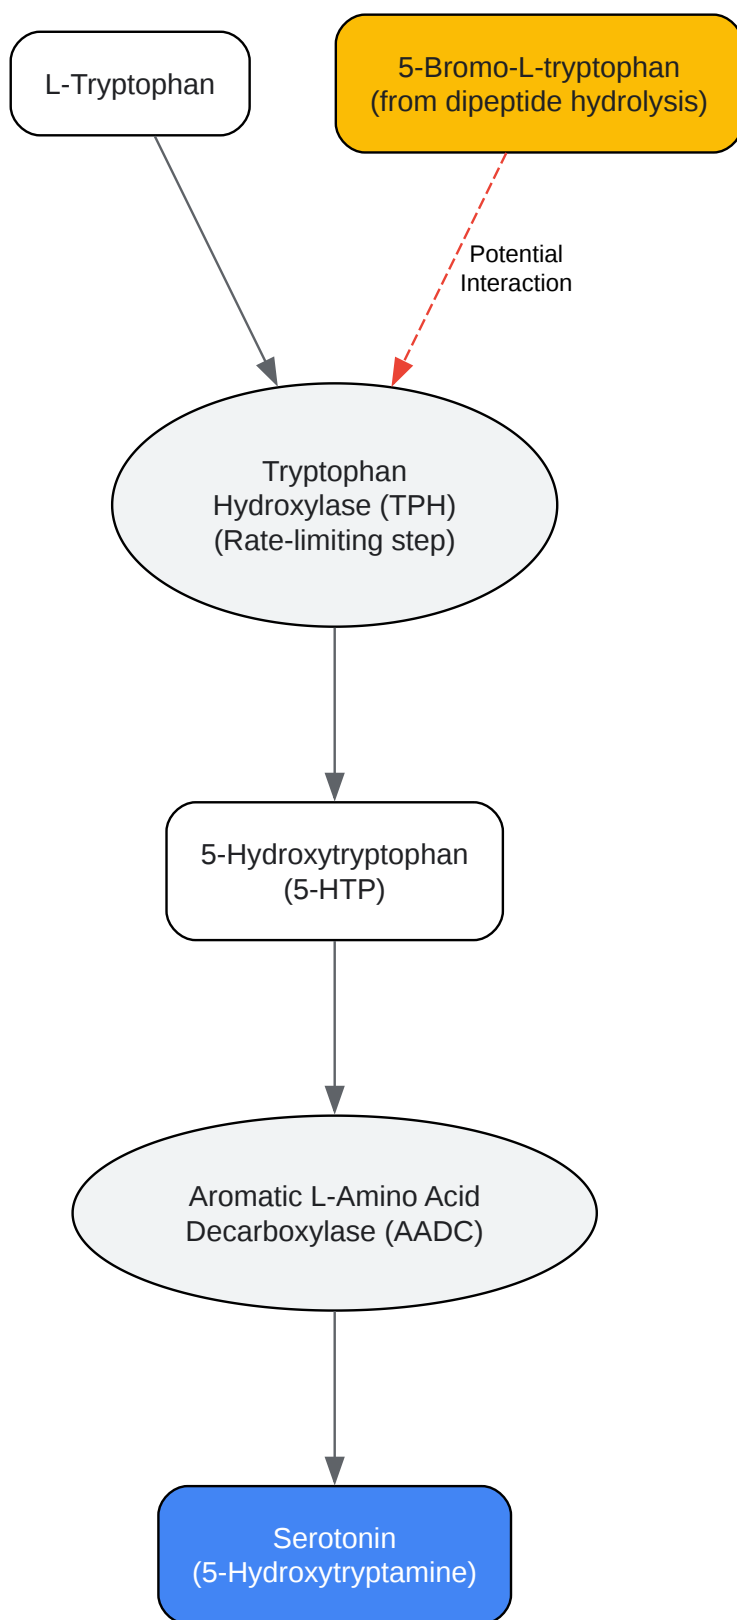 L-Tryptophan
5-Bromo-L-tryptophan
(from dipeptide hydrolysis)
Potential
Interaction
Tryptophan
Hydroxylase (TPH)
(Rate-limiting step)
5-Hydroxytryptophan
(5-HTP)
Aromatic L-Amino Acid
Decarboxylase (AADC)
Serotonin
(5-Hydroxytryptamine)